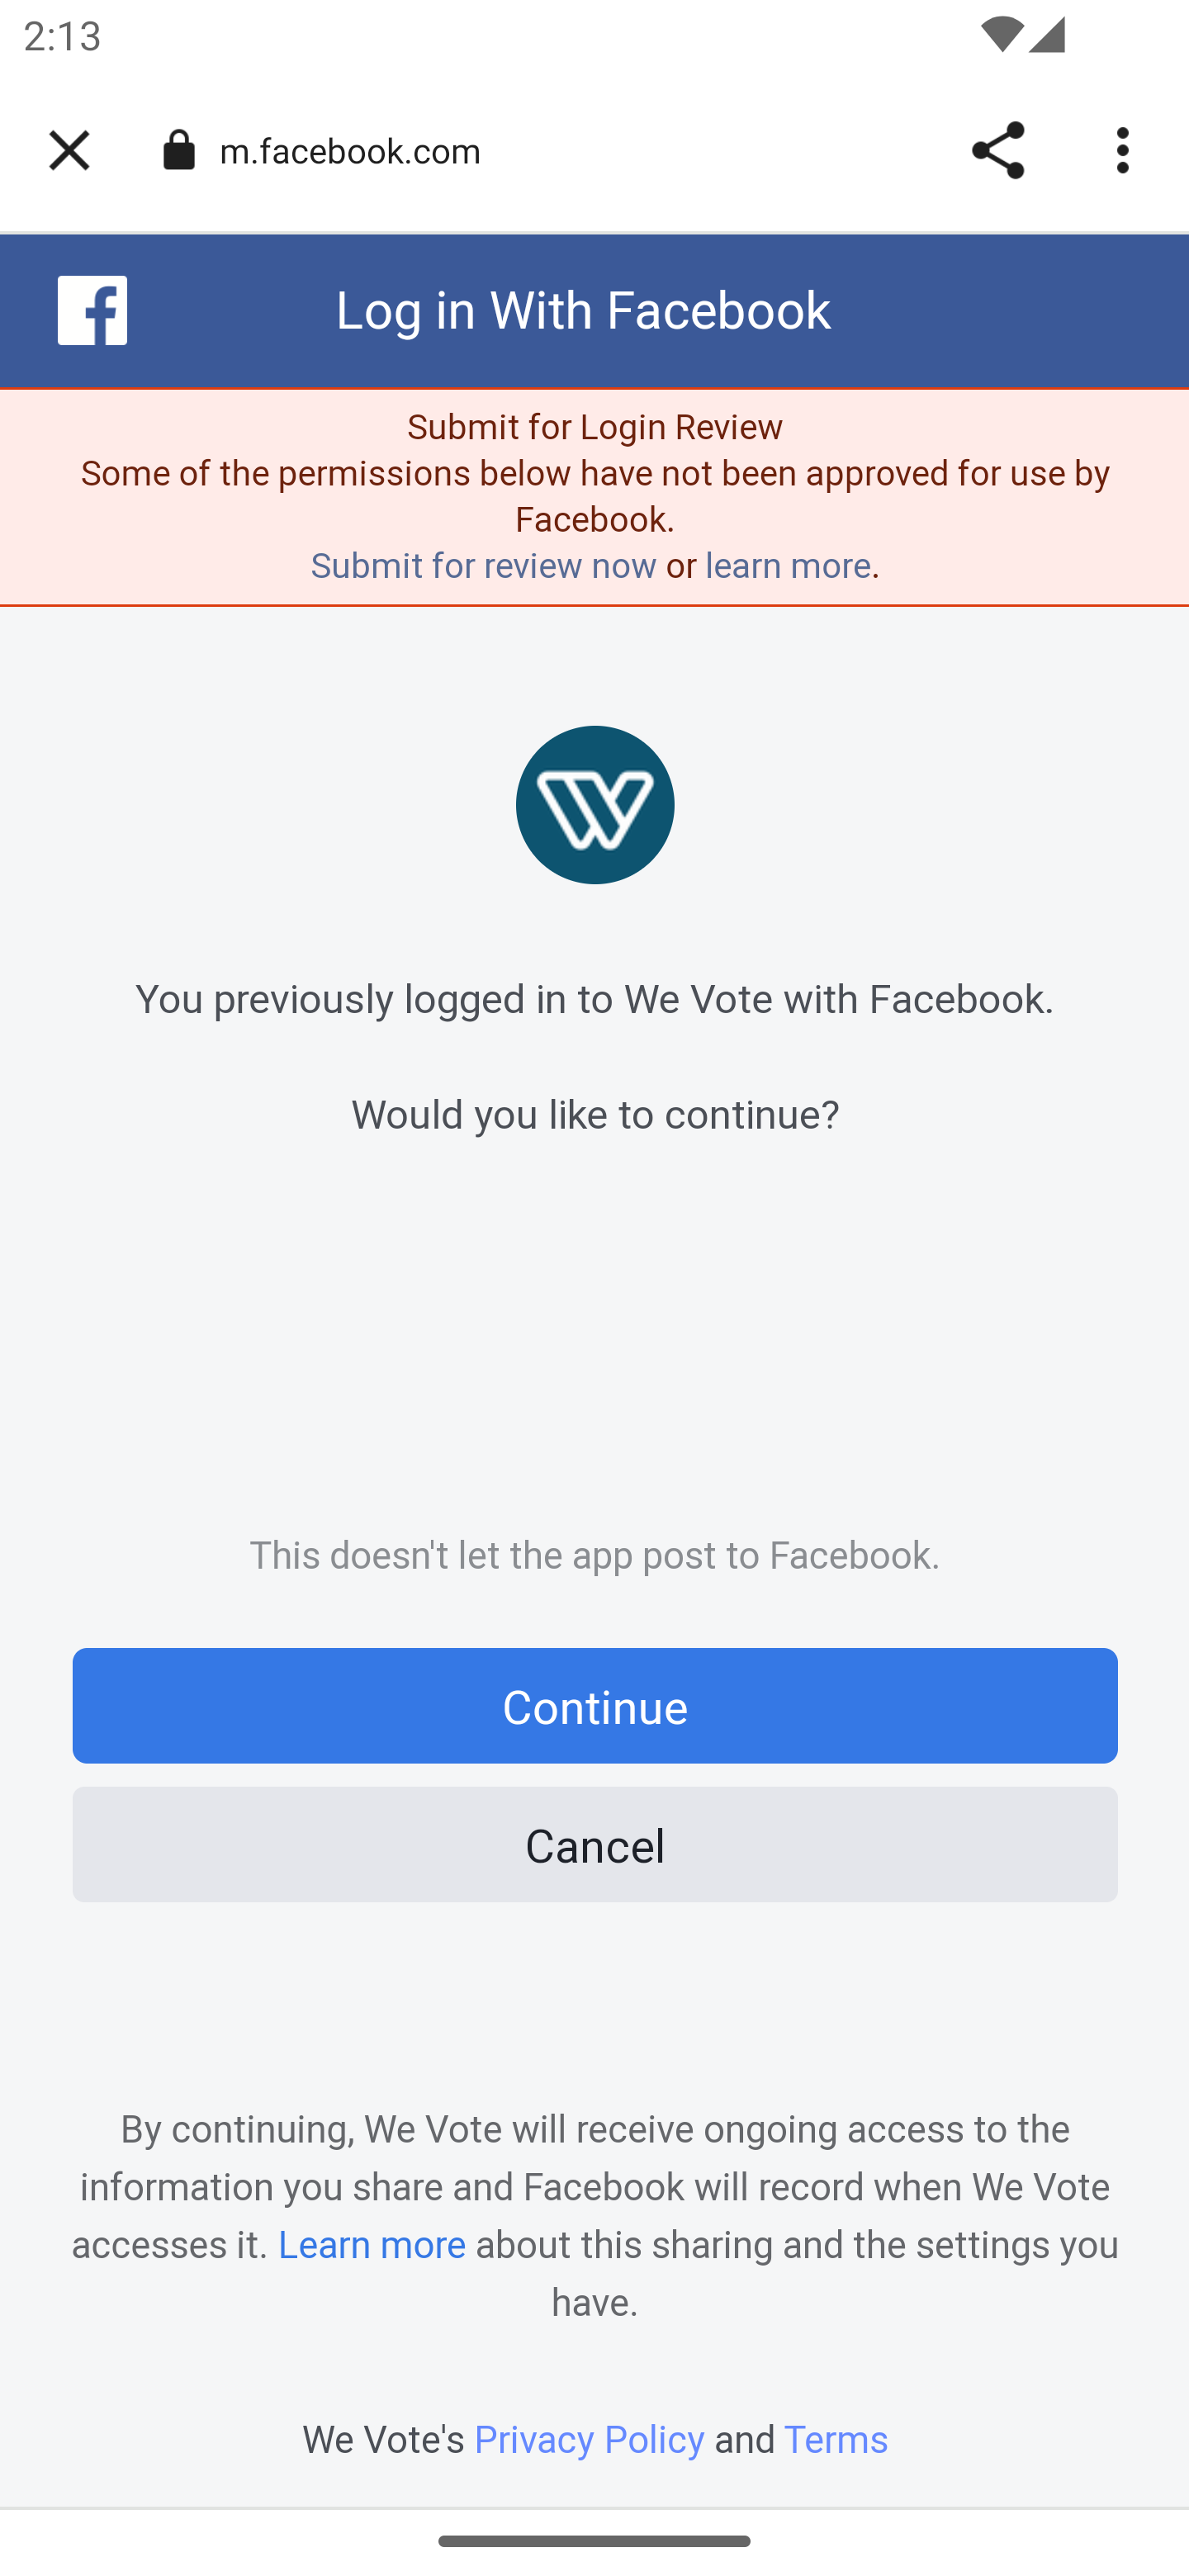 2:13
m.facebook.com
Log in With Facebook
Submit for Login Review
Some of the permissions below have not been approved for use by
Facebook.
Submit for review now or learn more.
You previously logged in to We Vote with Facebook.
Would you like to continue?
This doesn't let the app post to Facebook.
Continue
Cancel
By continuing, We Vote will receive ongoing access to the
information you share and Facebook will record when We Vote
accesses it. Learn more about this sharing and the settings you
have.
We Vote's Privacy Policy and Terms